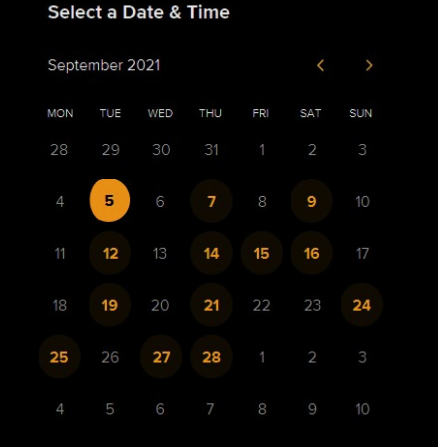 Select a Date & Time
September 2021
MON TUE WED THU FRI SAT SUN
28 29 30 31 1 2 3
4 5 6 7 8 9 10
11 12 13 14 15 16 17
18 19 20 21 22 23 24
25 26 27 28 1 2 3
4 5 6 7 8 9 10